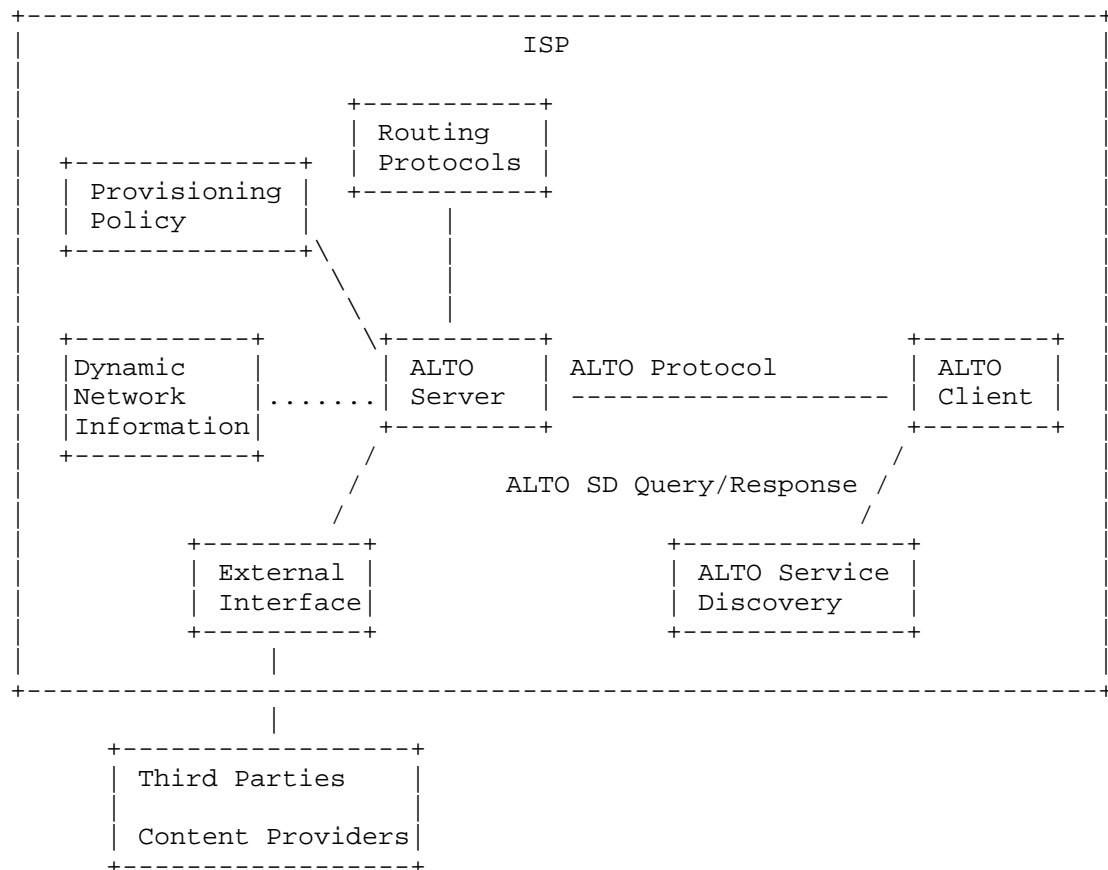 ISP
Routing
Protocols
Provisioning
Policy
Dynamic
Network
Information
.......
ALTO
Server
ALTO Protocol
ALTO
Client
ALTO SD Query/Response
External
Interface
ALTO Service
Discovery
Third Parties
Content Providers